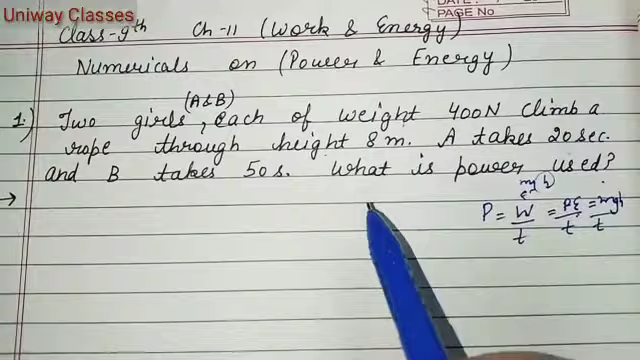 Uniway Classes
DATE:
PAGE No
Class-9th Ch-11 (Work & Energy)
Numericals on (Power & Energy)
(A&B)
1.) Two girls, each of weight 400N climb a
rope through height 8m. A takes 20sec.
and B takes 50s. What is power used?
→
P = W/t = PE/t = mgh/t